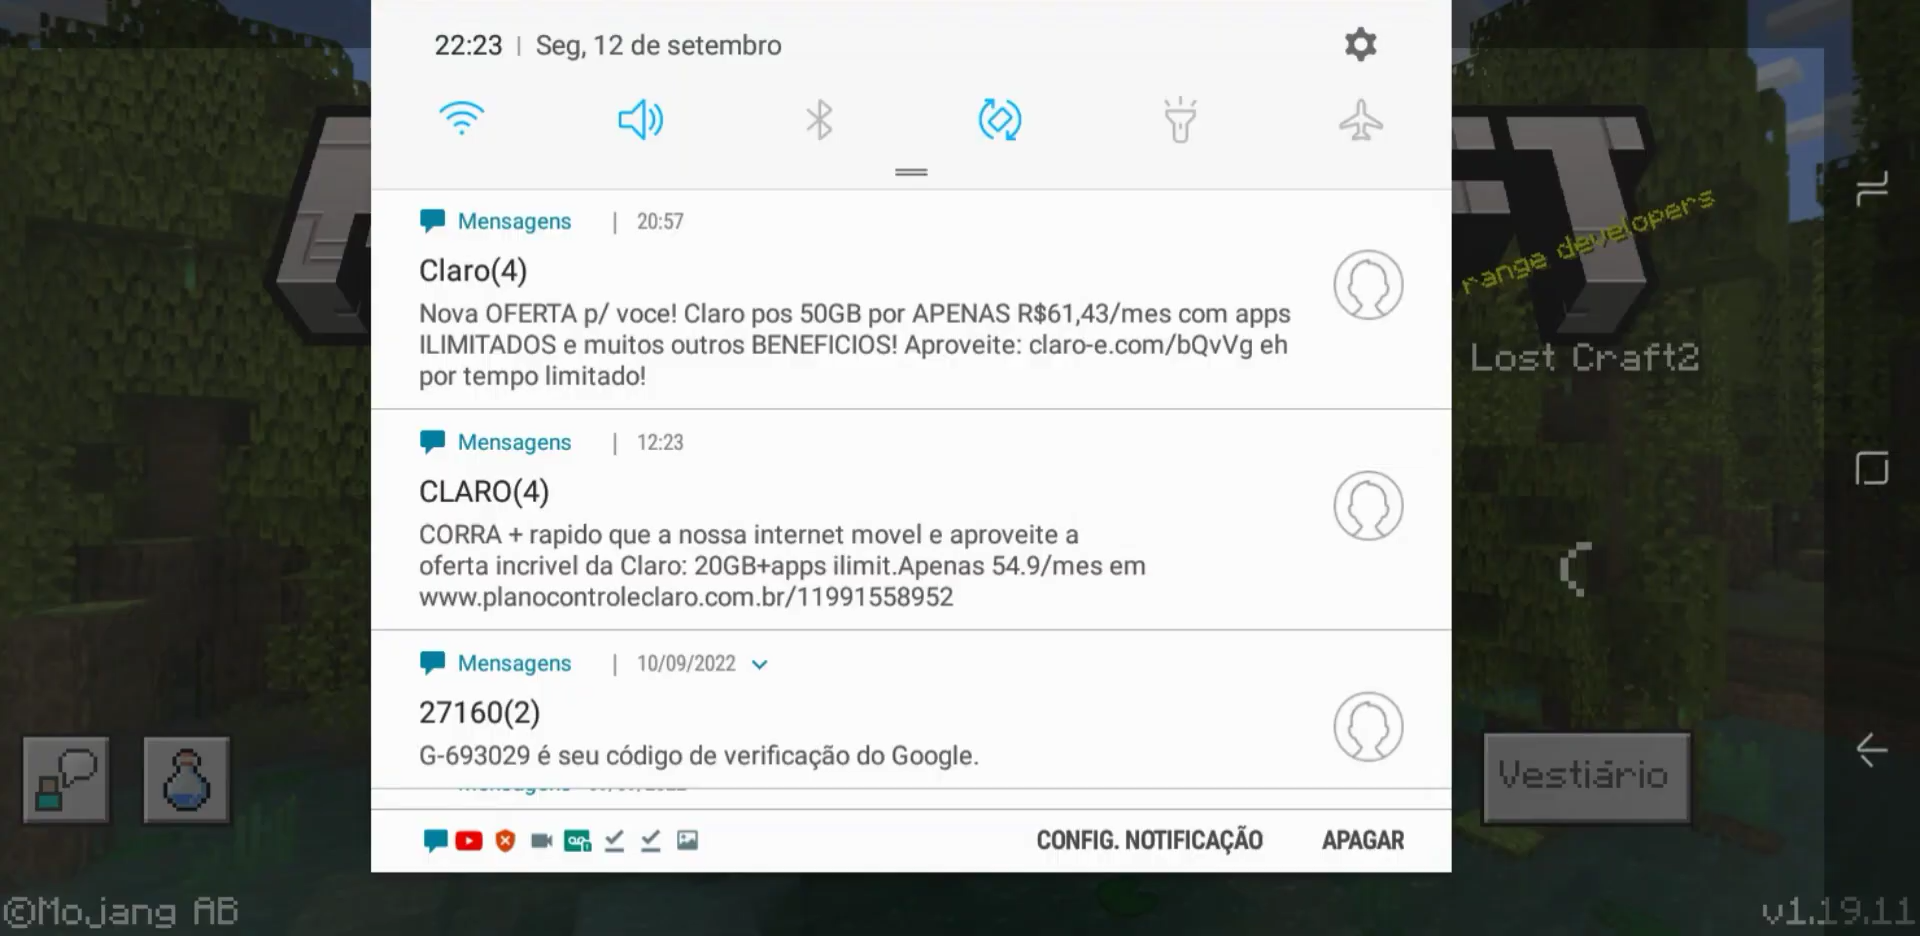 22:23 | Seg, 12 de setembro
Mensagens | 20:57
Claro(4)
Nova OFERTA p/ voce! Claro pos 50GB por APENAS R$61,43/mes com apps
ILIMITADOS e muitos outros BENEFICIOS! Aproveite: claro-e.com/bQvVg eh
por tempo limitado!
range developers
Lost Craft2
Mensagens | 12:23
CLARO(4)
CORRA + rapido que a nossa internet movel e aproveite a
oferta incrivel da Claro: 20GB+apps ilimit.Apenas 54.9/mes em
www.planocontroleclaro.com.br/11991558952
Mensagens | 10/09/2022
27160(2)
G-693029 é seu código de verificação do Google.
Vestiário
CONFIG. NOTIFICAÇÃO APAGAR
©Mojang AB
v1.19.11